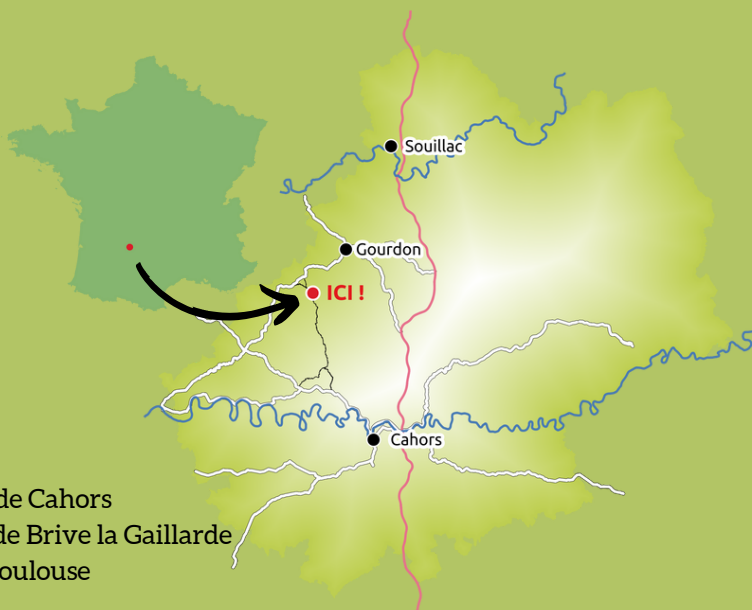 Souillac
Gourdon
ICI !
Cahors
de Cahors
de Brive la Gaillarde
oulouse